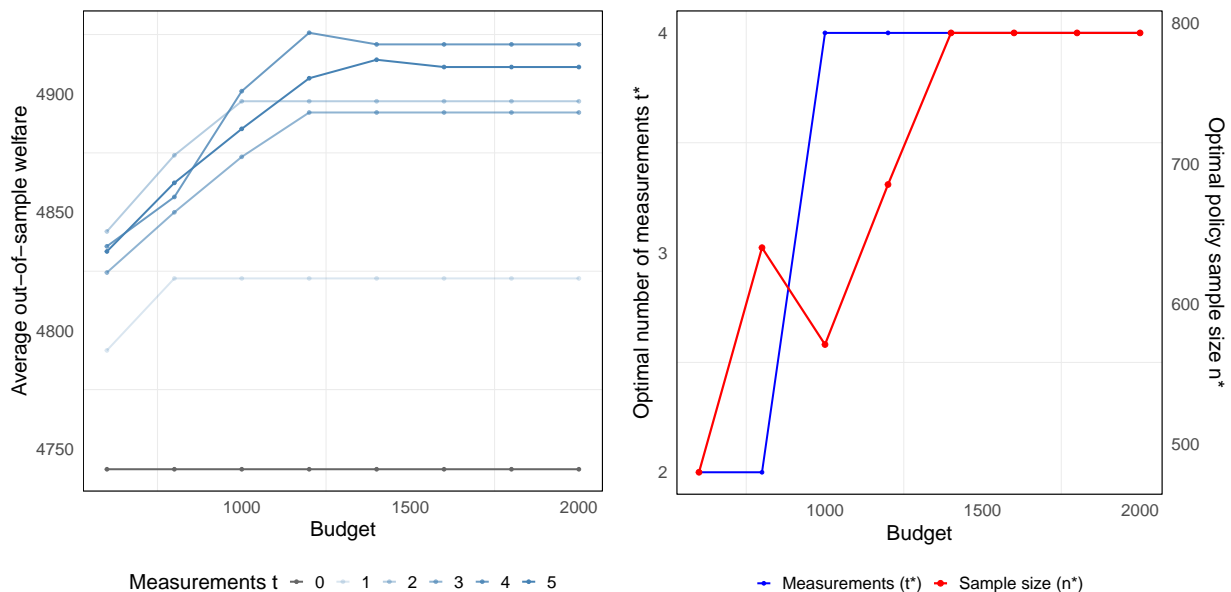 Average out−of−sample welfare
4900
4850
4800
4750
1000
1500
2000
Budget
Measurements t 0 1 2 3 4 5
Optimal number of measurements t*
4
3
2
1000
1500
2000
Budget
800
700
600
500
Optimal policy sample size n*
Measurements (t*) Sample size (n*)